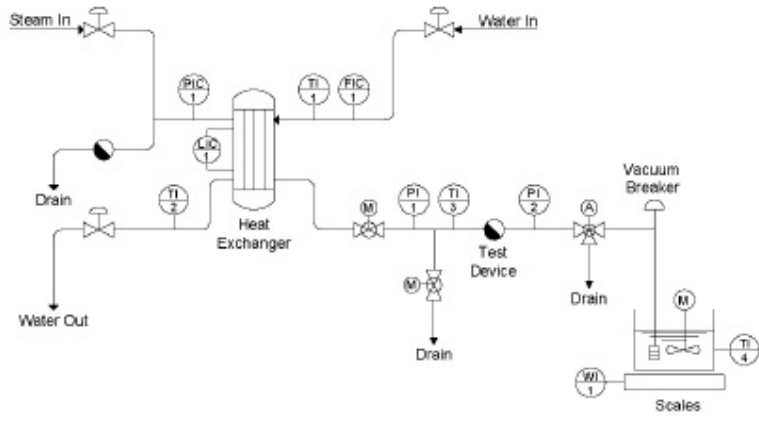 Steam In
Water In
PIC
1
TI
1
FIC
1
LIC
1
Drain
TI
2
Heat
Exchanger
Water Out
M
PI
1
TI
3
PI
2
A
Vacuum
Breaker
Test
Device
M
Drain
Drain
M
TI
4
WI
1
Scales